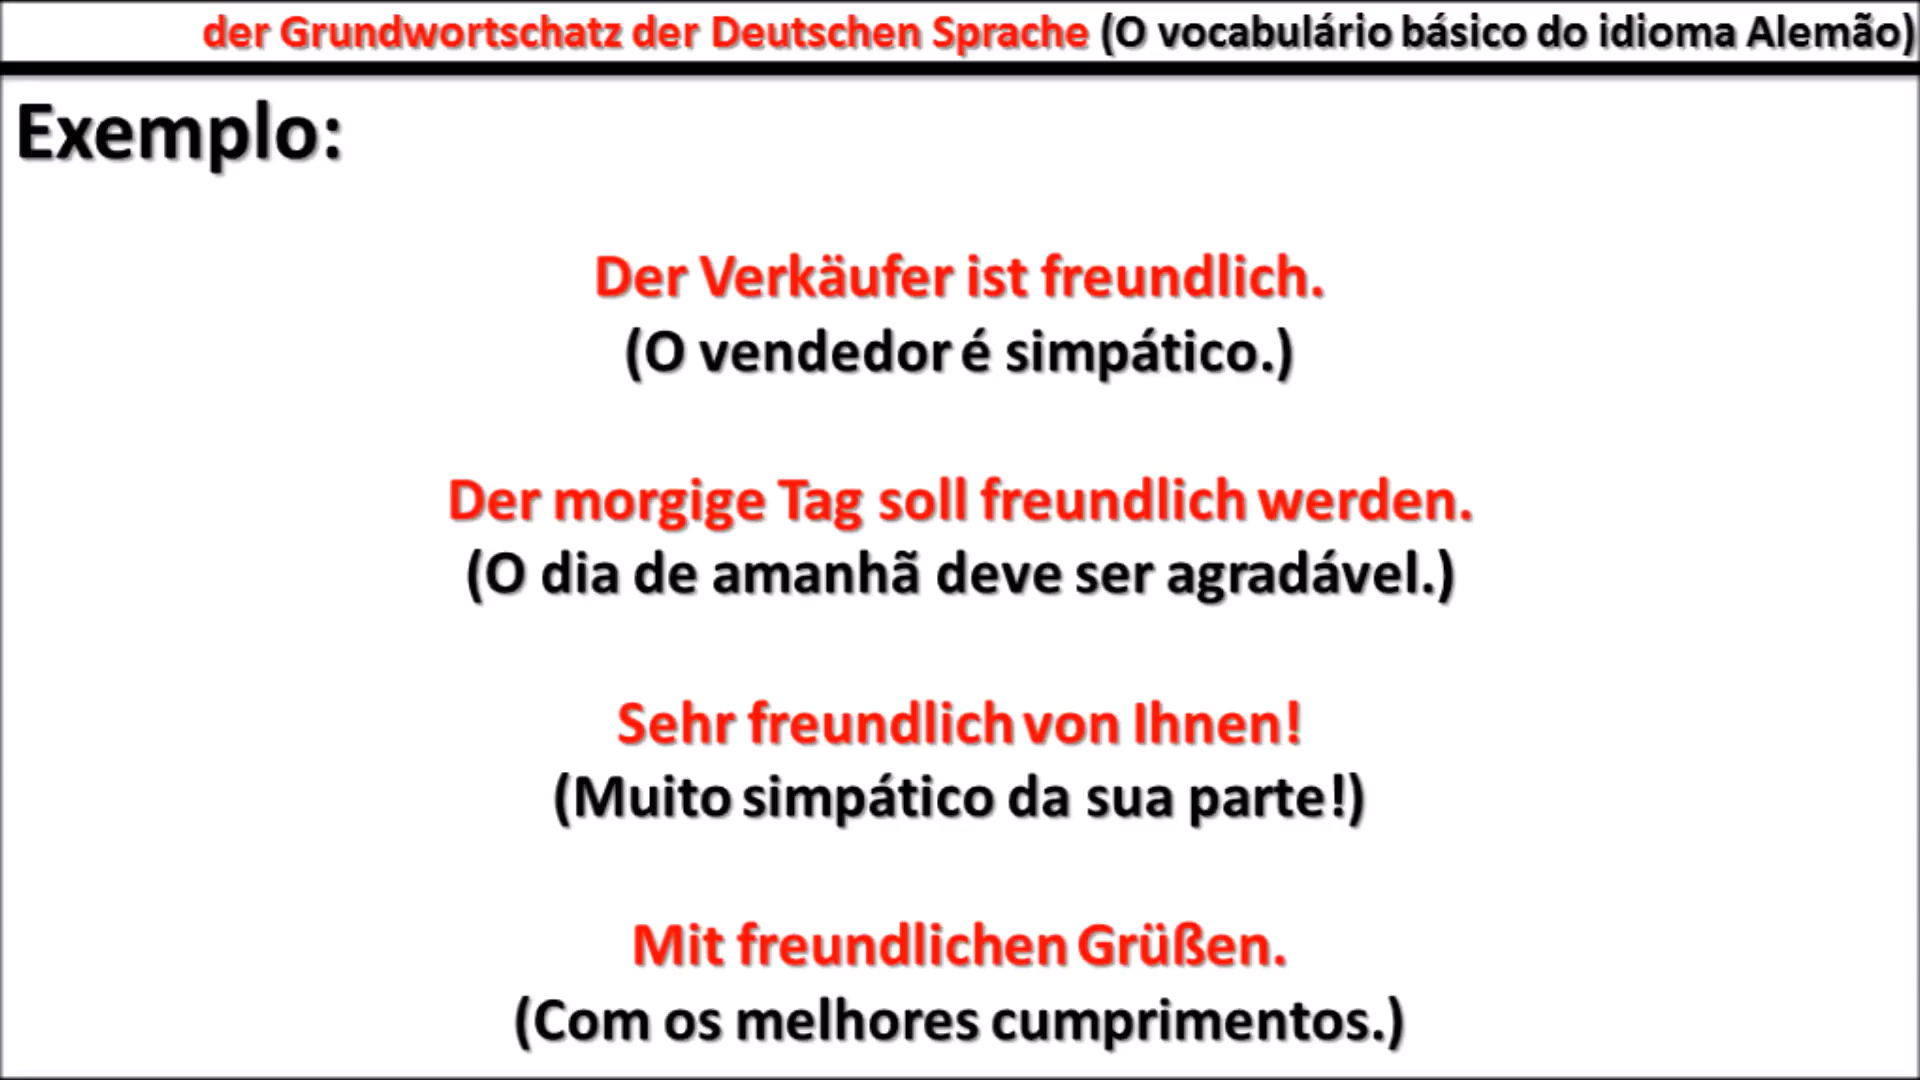 der Grundwortschatz der Deutschen Sprache (O vocabulário básico do idioma Alemão)
Exemplo:
Der Verkäufer ist freundlich.
(O vendedor é simpático.)
Der morgige Tag soll freundlich werden.
(O dia de amanhã deve ser agradável.)
Sehr freundlich von Ihnen!
(Muito simpático da sua parte!)
Mit freundlichen Grüßen.
(Com os melhores cumprimentos.)